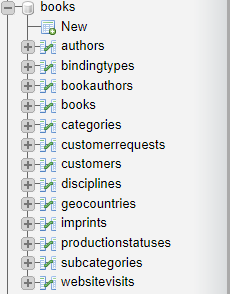 books
New
authors
bindingtypes
bookauthors
books
categories
customerrequests
customers
disciplines
geocountries
imprints
productionstatuses
subcategories
websitevisits